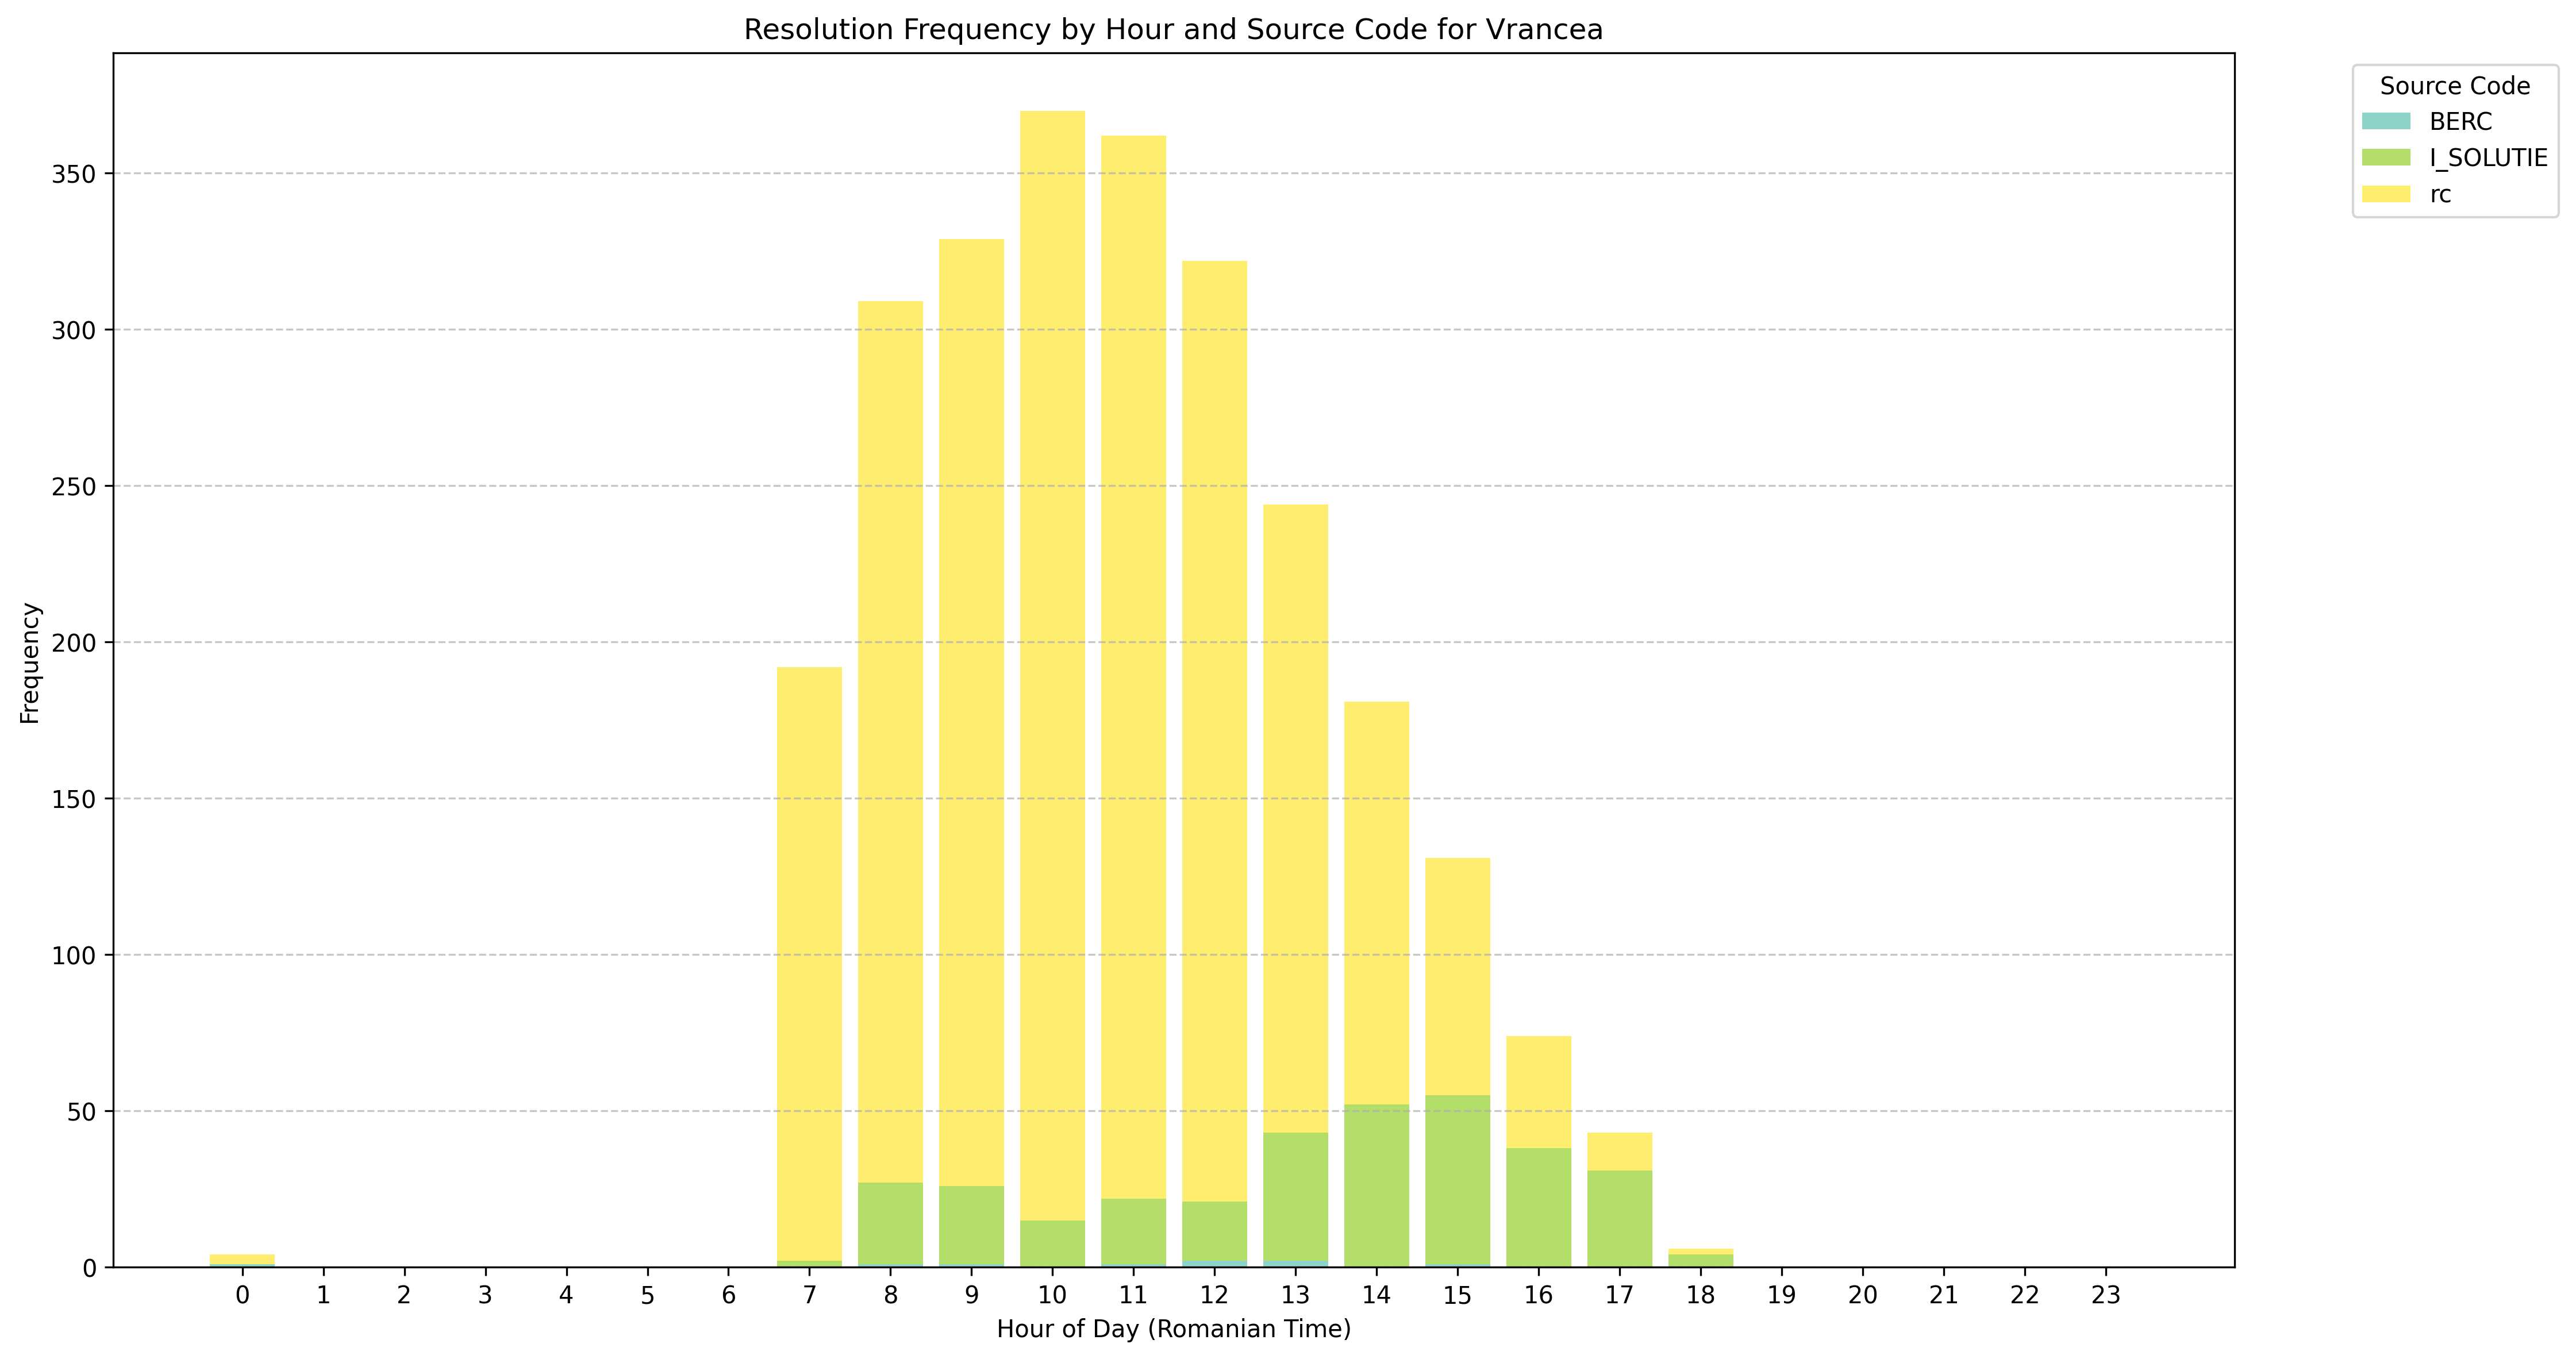 Resolution Frequency by Hour and Source Code for Vrancea
Source Code
BERC
I_SOLUTIE
rc
350
300
250
200
150
100
50
0
Frequency
0 1 2 3 4 5 6 7 8 9 10 11 12 13 14 15 16 17 18 19 20 21 22 23
Hour of Day (Romanian Time)